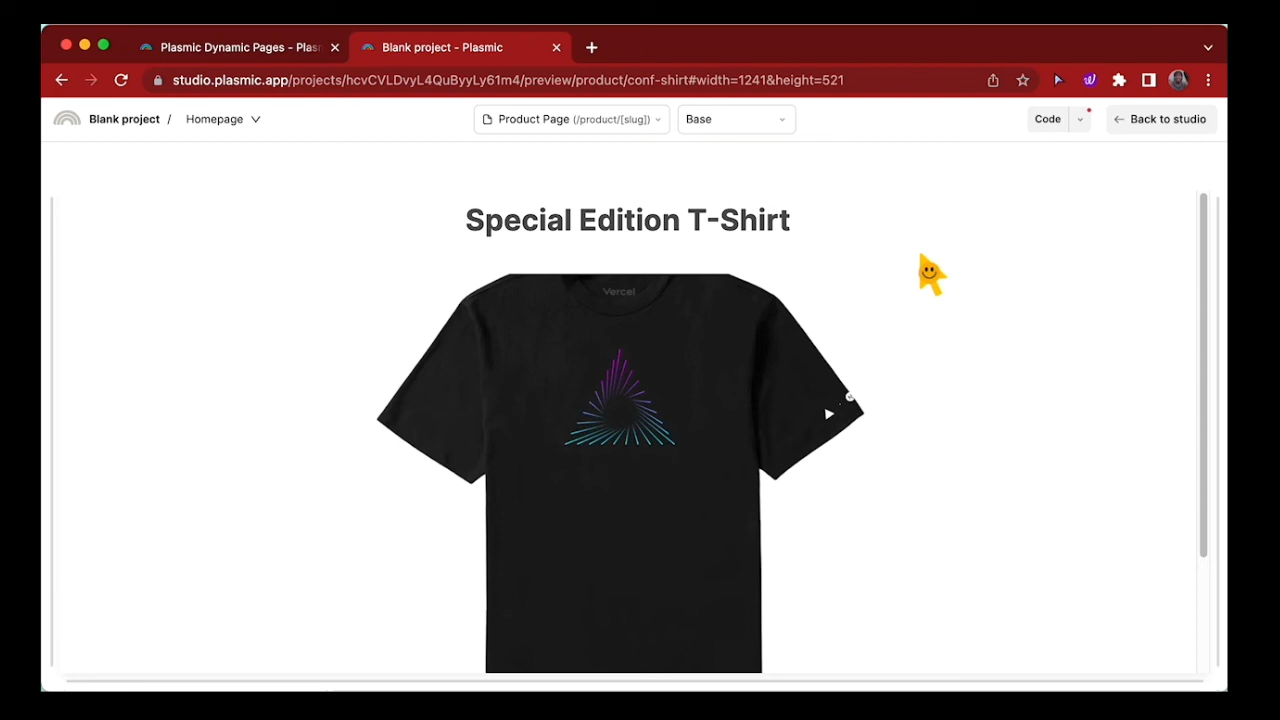 Plasmic Dynamic Pages - Plasm
Blank project - Plasmic
studio.plasmic.app/projects/hcvCVLDvyL4QuByyLy61m4/preview/product/conf-shirt#width=1241&height=521
Blank project / Homepage
Product Page (/product/[slug])
Base
Code
Back to studio
Special Edition T-Shirt
Vercel